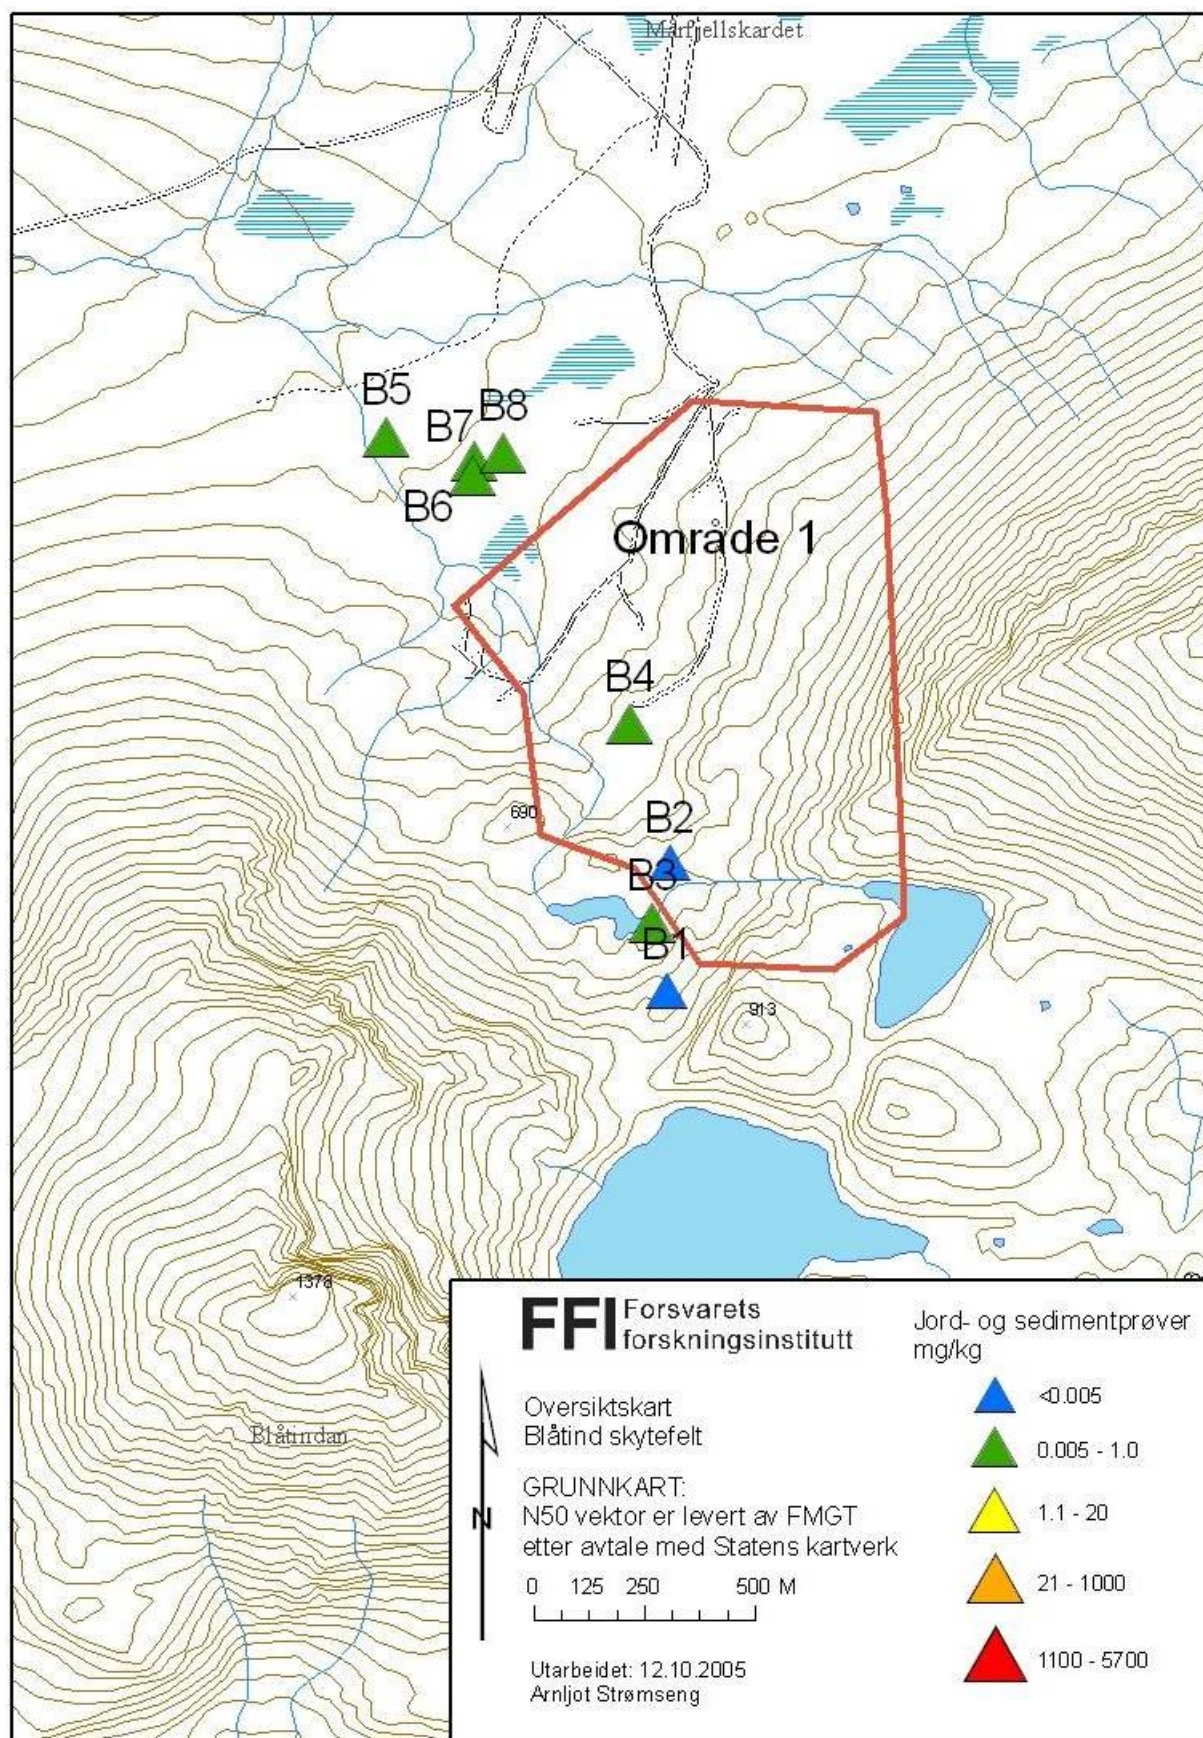 Mårfjellskardet
B5
B8
B7
B6
Område 1
B4
690
B2
B3
B1
913
1378
Blåtindan
FFI Forsvarets
forskningsinstitutt
Oversiktskart
Blåtind skytefelt
GRUNNKART:
N50 vektor er levert av FMGT
etter avtale med Statens kartverk
N
0 125 250 500 M
Utarbeidet: 12.10.2005
Arnljot Strømseng
Jord- og sedimentprøver
mg/kg
<0.005
0.005 - 1.0
1.1 - 20
21 - 1000
1100 - 5700